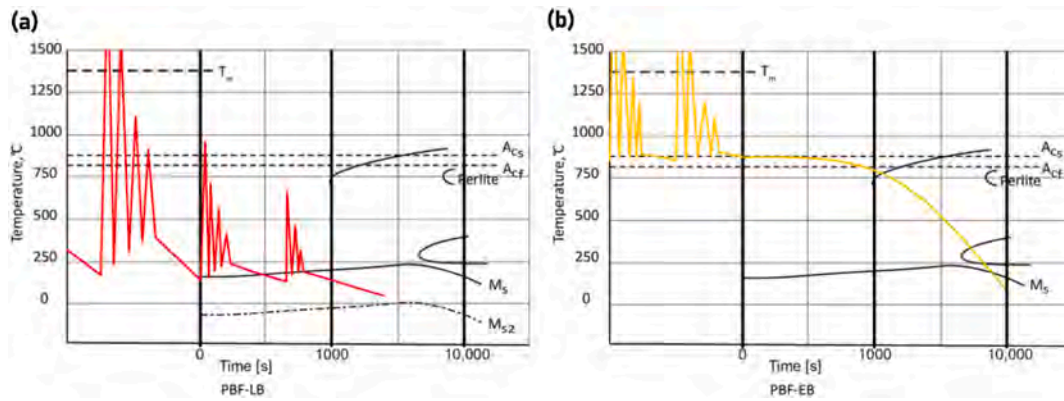 (a)
1500
1250
1000
750
500
250
0
Temperature, °C
Tm
Acs
Acf
Perlite
Ms
Ms2
0
1000
10,000
Time [s]
PBF-LB
(b)
1500
1250
1000
750
500
250
0
Temperature, °C
Tm
Acs
Acf
Perlite
Ms
0
1000
10,000
Time [s]
PBF-EB